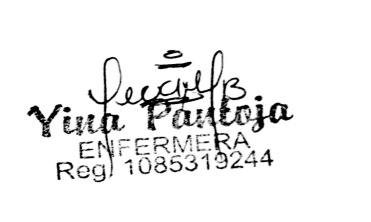 Yina Pantoja
ENFERMERA
Reg 1085319244